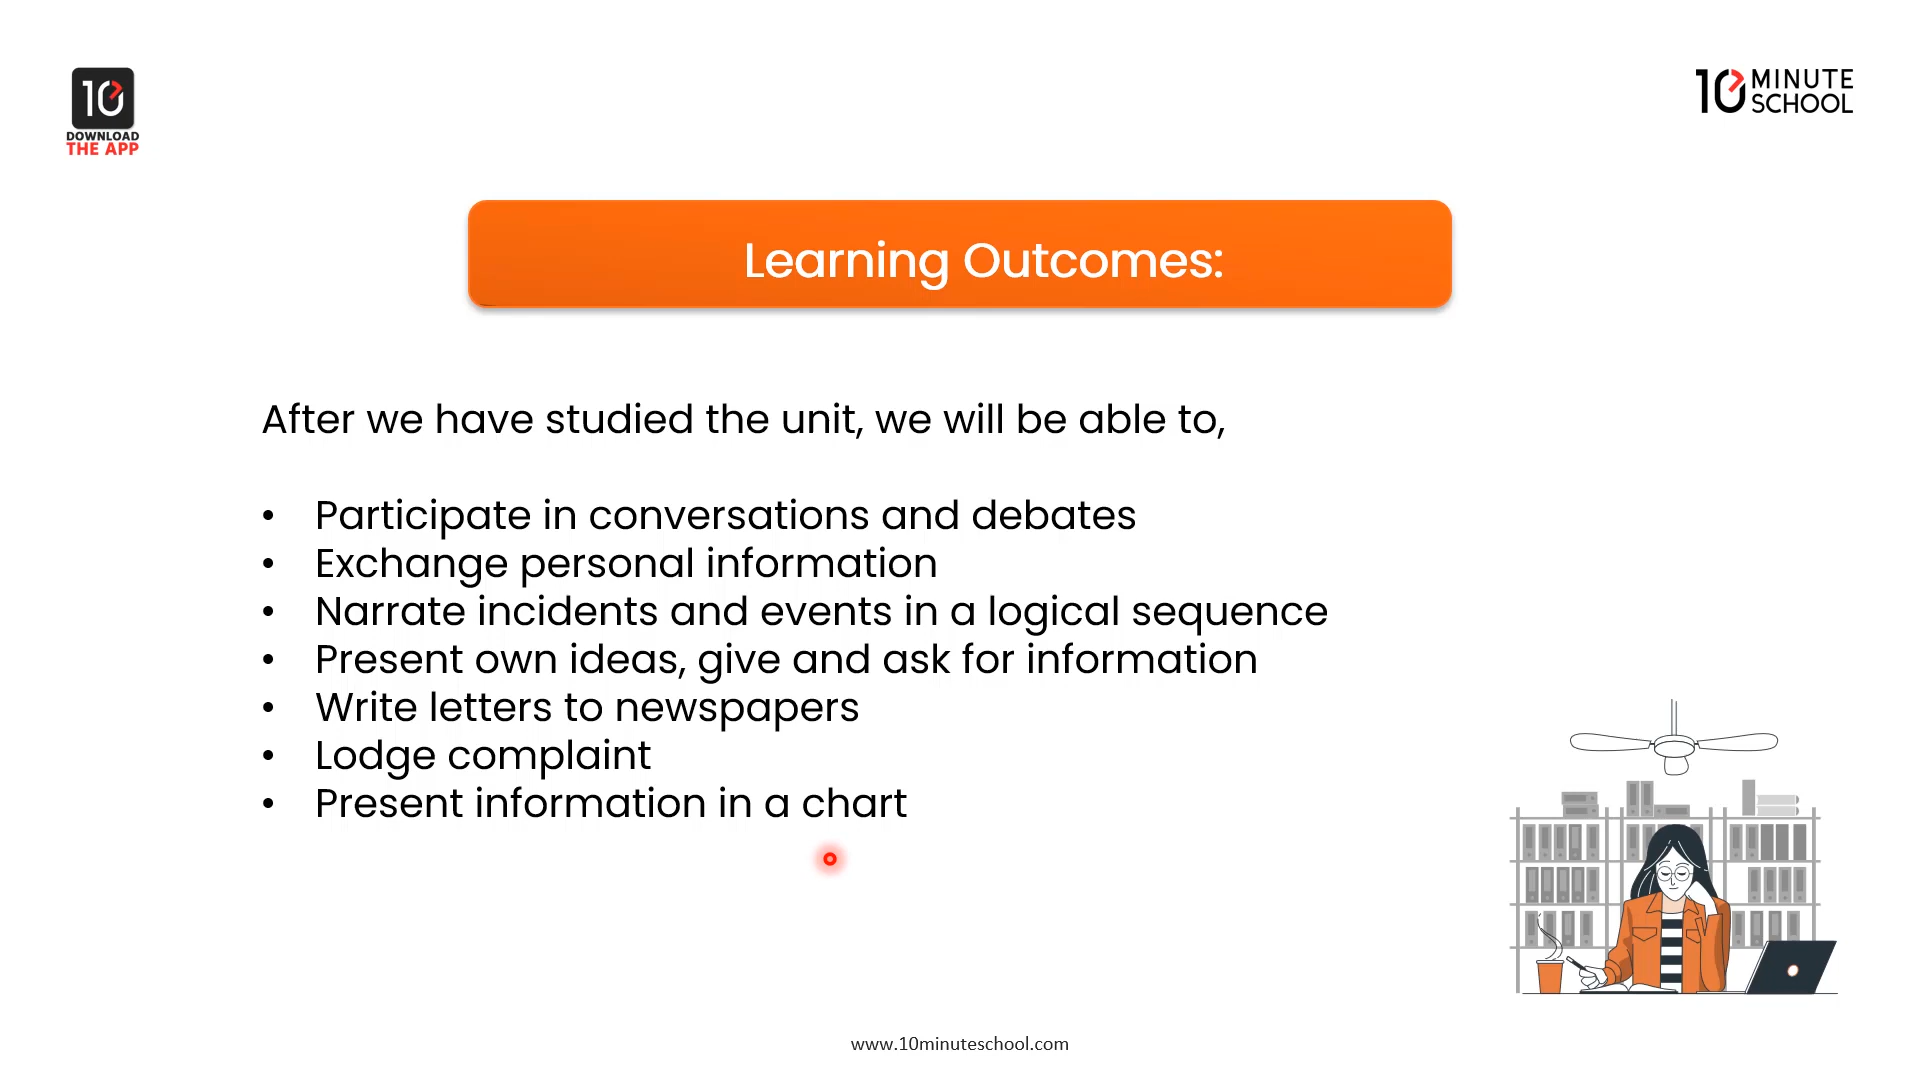 10
DOWNLOAD
THE APP
10 MINUTE
SCHOOL
Learning Outcomes:
After we have studied the unit, we will be able to,
• Participate in conversations and debates
• Exchange personal information
• Narrate incidents and events in a logical sequence
• Present own ideas, give and ask for information
• Write letters to newspapers
• Lodge complaint
• Present information in a chart
www.10minuteschool.com